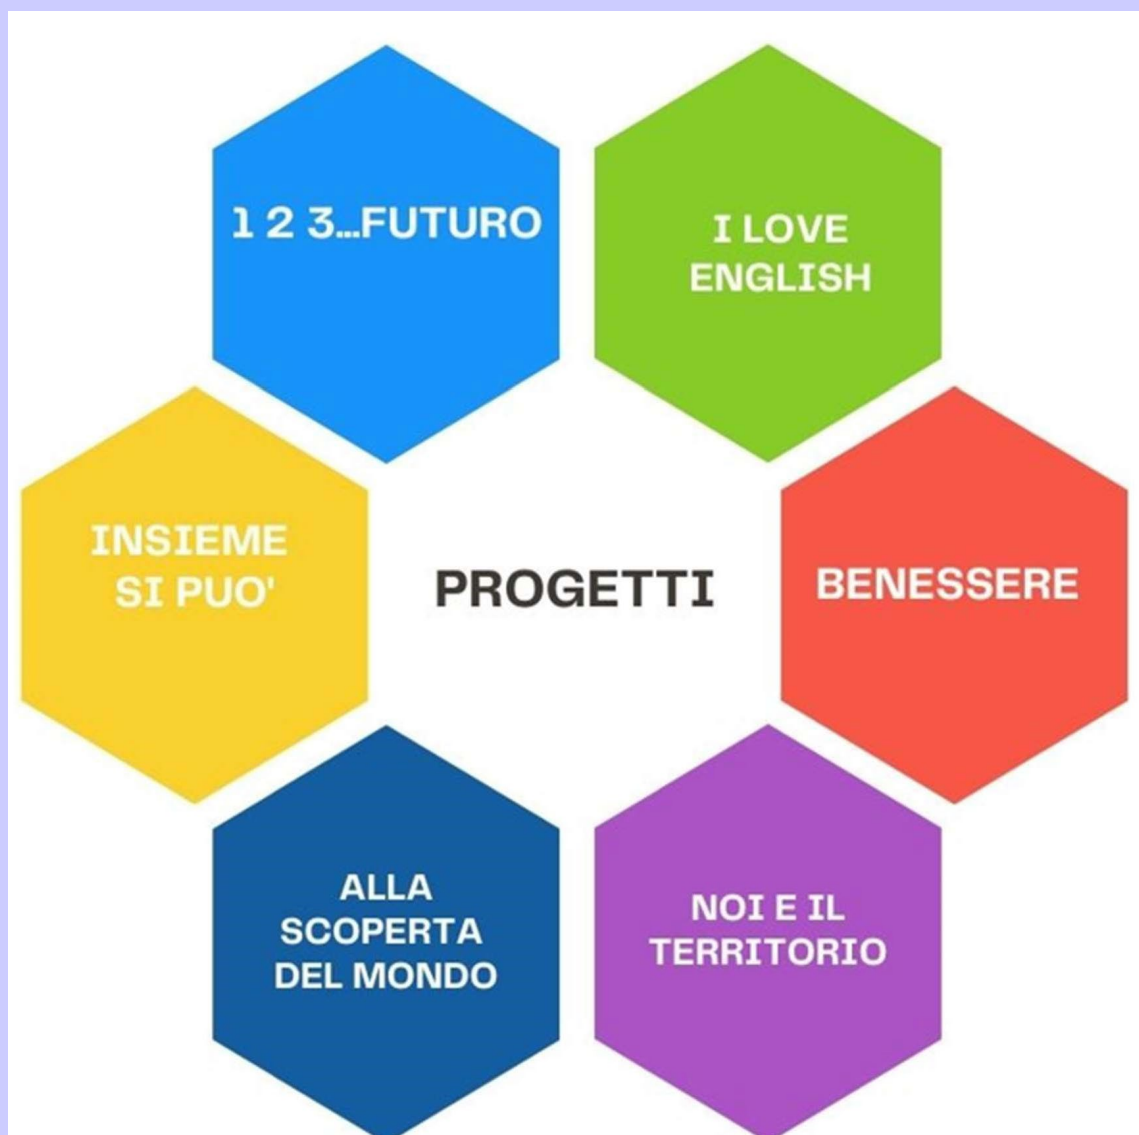 1 2 3...FUTURO
I LOVE
ENGLISH
INSIEME
SI PUO'
PROGETTI
BENESSERE
ALLA
SCOPERTA
DEL MONDO
NOI E IL
TERRITORIO